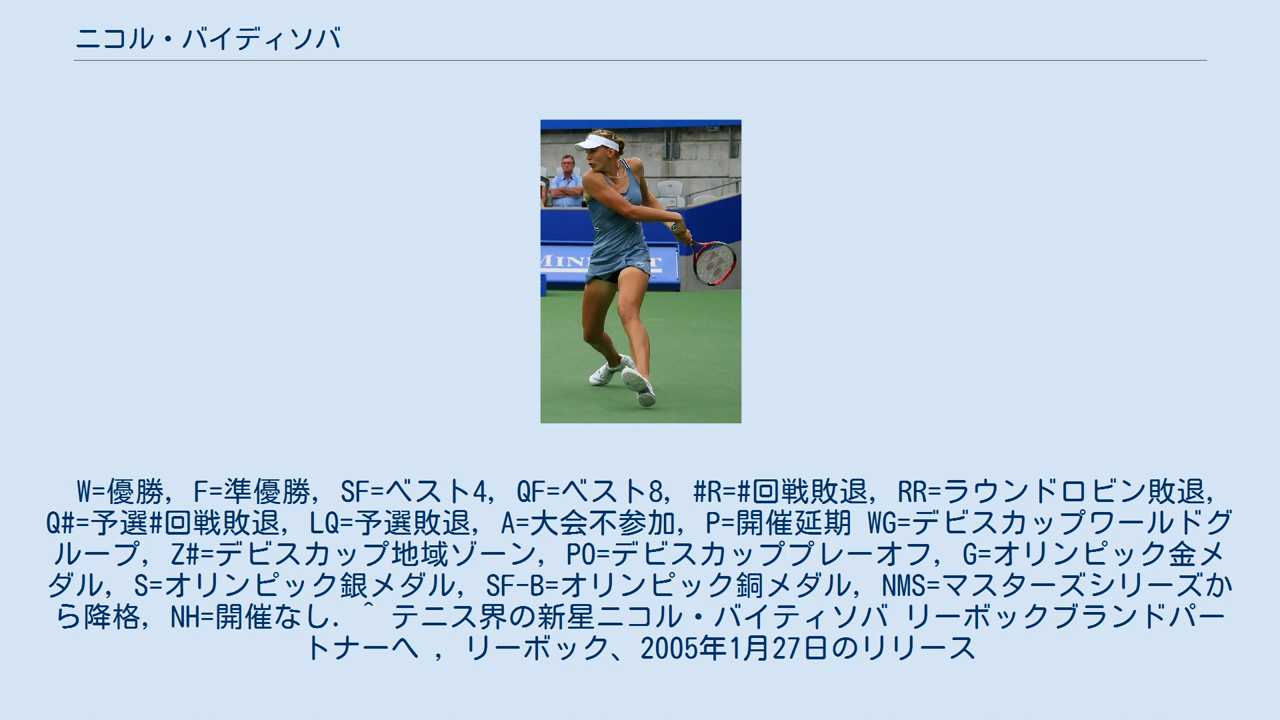 ニコル・バイディソバ
W=優勝, F=準優勝, SF=ベスト4, QF=ベスト8, #R=#回戦敗退, RR=ラウンドロビン敗退,
Q#=予選#回戦敗退, LQ=予選敗退, A=大会不参加, P=開催延期 WG=デビスカップワールドグ
ループ, Z#=デビスカップ地域ゾーン, PO=デビスカッププレーオフ, G=オリンピック金メ
ダル, S=オリンピック銀メダル, SF-B=オリンピック銅メダル, NMS=マスターズシリーズか
ら降格, NH=開催なし. ^ テニス界の新星ニコル・バイティソバ リーボックブランドパー
トナーへ , リーボック、2005年1月27日のリリース